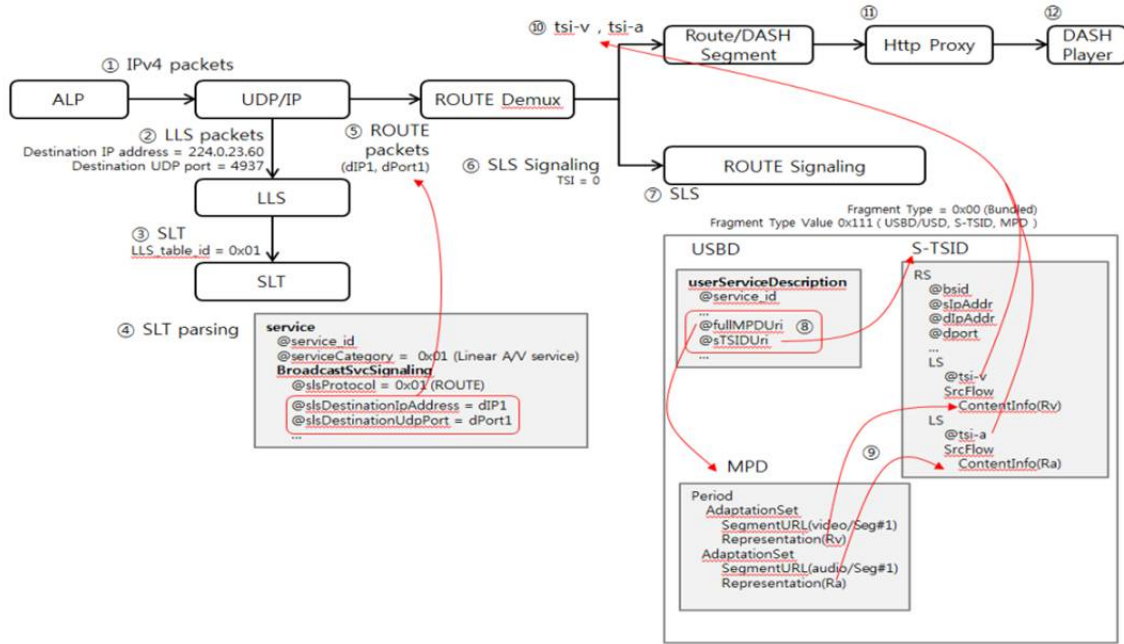 ⑩ tsi-v , tsi-a
Route/DASH
Segment
⑪
Http Proxy
⑫
DASH
Player
① IPv4 packets
ALP
UDP/IP
ROUTE Demux
② LLS packets
Destination IP address = 224.0.23.60
Destination UDP port = 4937
⑤ ROUTE
packets
(dIP1, dPort1)
⑥ SLS Signaling
TSI = 0
ROUTE Signaling
⑦ SLS
LLS
③ SLT
LLS_table_id = 0x01
SLT
Fragment Type = 0x00 (Bundled)
Fragment Type Value 0x111 ( USBD/USD, S-TSID, MPD )
④ SLT parsing
service
@service_id
@serviceCategory = 0x01 (Linear A/V service)
BroadcastSvcSignaling
@slsProtocol = 0x01 (ROUTE)
@slsDestinationIpAddress = dIP1
@slsDestinationUdpPort = dPort1
...
USBD
userServiceDescription
@service_id
...
@fullMPDUri
⑧
@sTSIDUri
...
S-TSID
RS
@bsid
@sIpAddr
@dIpAddr
@dport
...
LS
@tsi-v
SrcFlow
ContentInfo(Rv)
LS
@tsi-a
SrcFlow
ContentInfo(Ra)
⑨
MPD
Period
AdaptationSet
SegmentURL(video/Seg#1)
Representation(Rv)
AdaptationSet
SegmentURL(audio/Seg#1)
Representation(Ra)